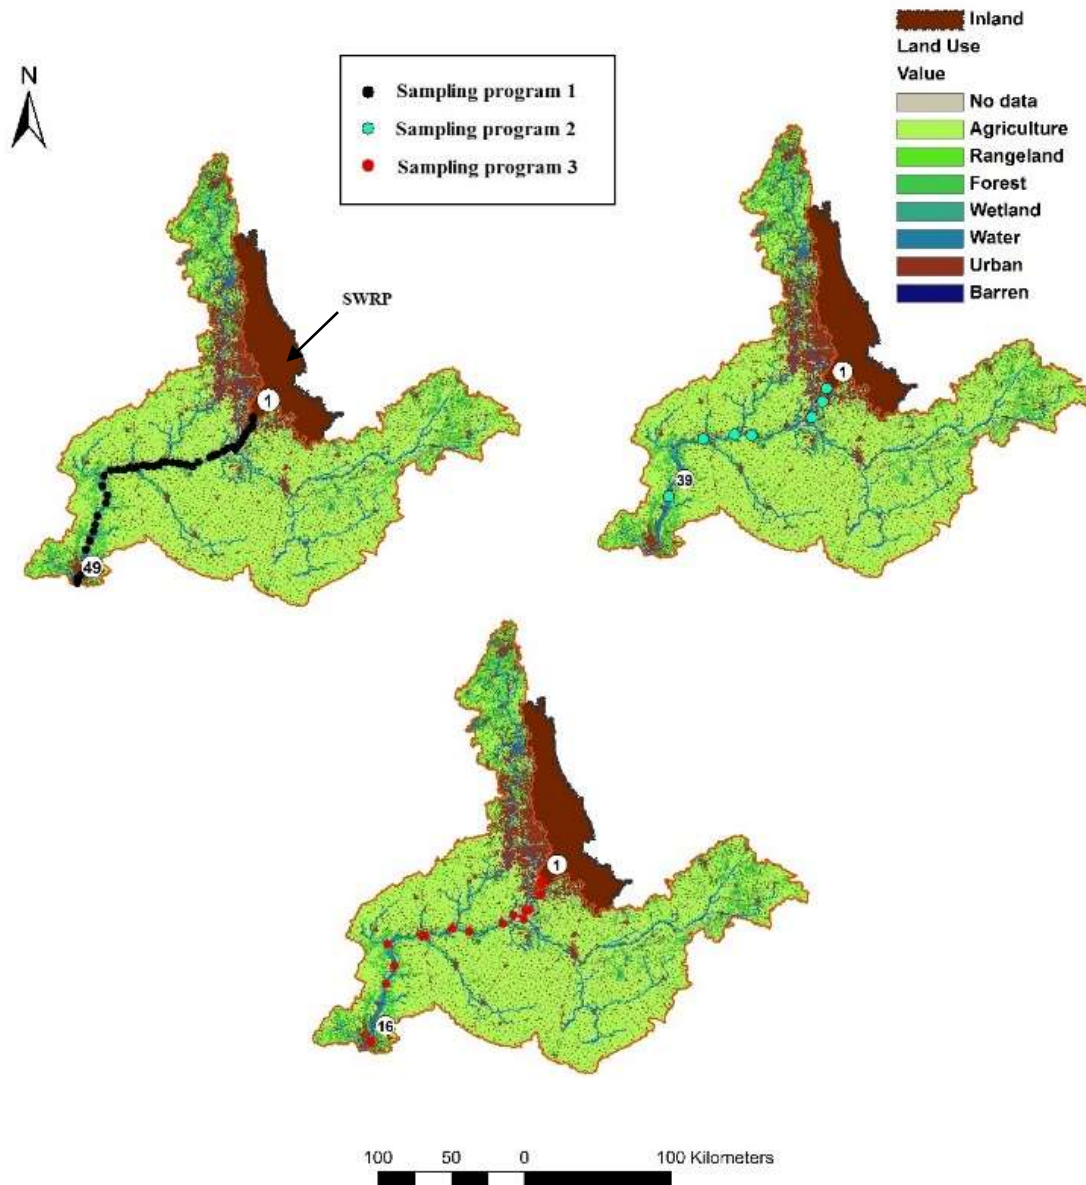 Inland
Land Use
Value
No data
Agriculture
Rangeland
Forest
Wetland
Water
Urban
Barren
N
Sampling program 1
Sampling program 2
Sampling program 3
SWRP
1
49
1
39
1
16
100 50 0 100 Kilometers